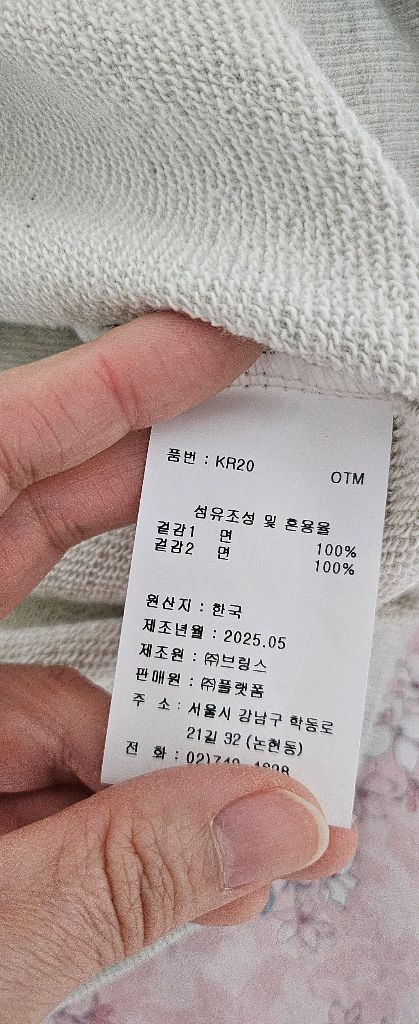 품번 : KR20
OTM
섬유조성 및 혼용율
겉감1 면 100%
겉감2 면 100%
원산지 : 한국
제조년월 : 2025.05
제조원 : ㈜브링스
판매원 : ㈜플랫폼
주 소 : 서울시 강남구 학동로
21길 32 (논현동)
전 화 :